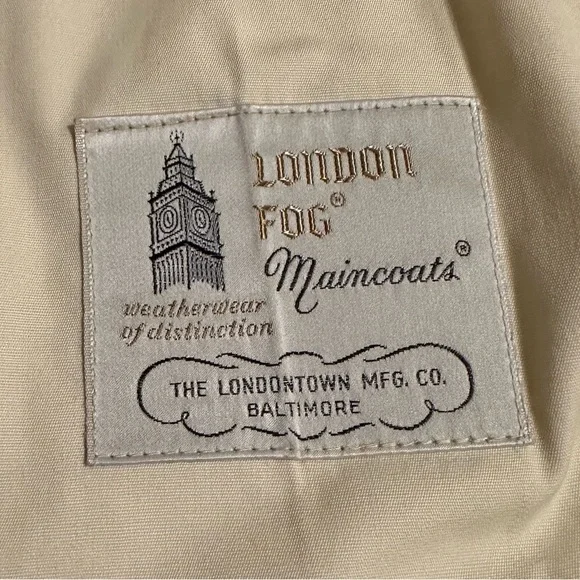 LONDON
FOG®
Maincoats®
weatherwear
of distinction
THE LONDONTOWN MFG. CO.
BALTIMORE